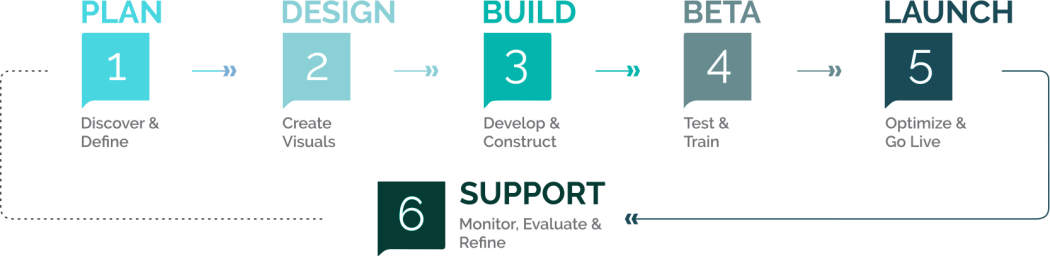 PLAN
1
Discover &
Define
DESIGN
2
Create
Visuals
BUILD
3
Develop &
Construct
BETA
4
Test &
Train
LAUNCH
5
Optimize &
Go Live
6
SUPPORT
Monitor, Evaluate &
Refine